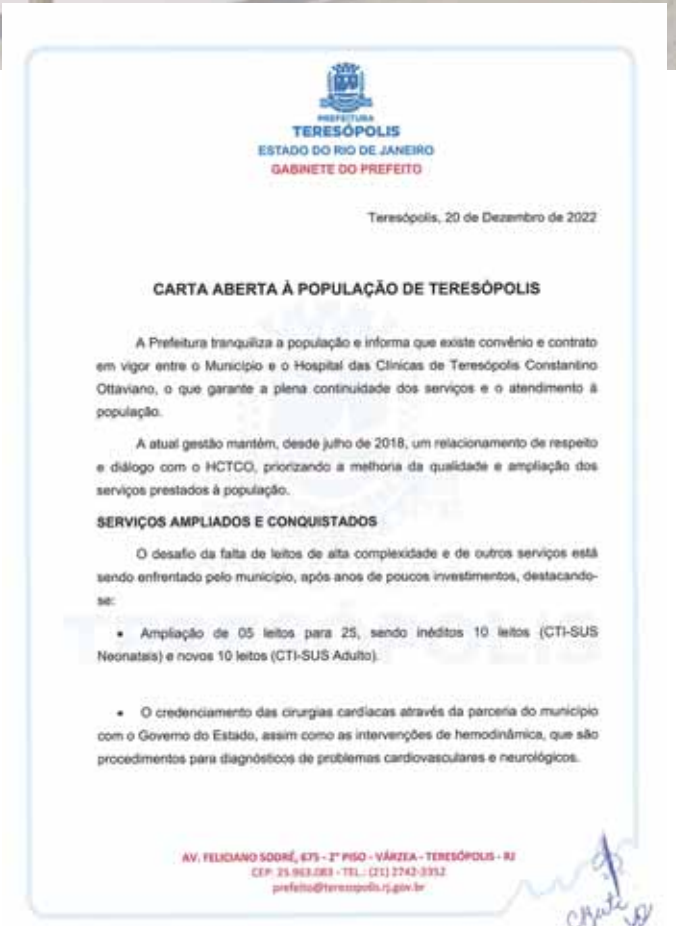 PREFEITURA
TERESÓPOLIS
ESTADO DO RIO DE JANEIRO
GABINETE DO PREFEITO
Teresópolis, 20 de Dezembro de 2022
CARTA ABERTA À POPULAÇÃO DE TERESÓPOLIS
A Prefeitura tranquiliza a população e informa que existe convênio e contrato
em vigor entre o Município e o Hospital das Clínicas de Teresópolis Constantino
Ottaviano, o que garante a plena continuidade dos serviços e o atendimento à
população.
A atual gestão mantém, desde julho de 2018, um relacionamento de respeito
e diálogo com o HCTCO, priorizando a melhoria da qualidade e ampliação dos
serviços prestados à população.
SERVIÇOS AMPLIADOS E CONQUISTADOS
O desafio da falta de leitos de alta complexidade e de outros serviços está
sendo enfrentado pelo município, após anos de poucos investimentos, destacando-
se:
• Ampliação de 05 leitos para 25, sendo inéditos 10 leitos (CTI-SUS
Neonatais) e novos 10 leitos (CTI-SUS Adulto).
• O credenciamento das cirurgias cardíacas através da parceria do município
com o Governo do Estado, assim como as intervenções de hemodinâmica, que são
procedimentos para diagnósticos de problemas cardiovasculares e neurológicos.
AV. FELICIANO SODRÉ, 675 - 2º PISO - VÁRZEA - TERESÓPOLIS - RJ
CEP: 25.963.083 - TEL.: (21) 2742-3352
prefeito@teresopolis.rj.gov.br